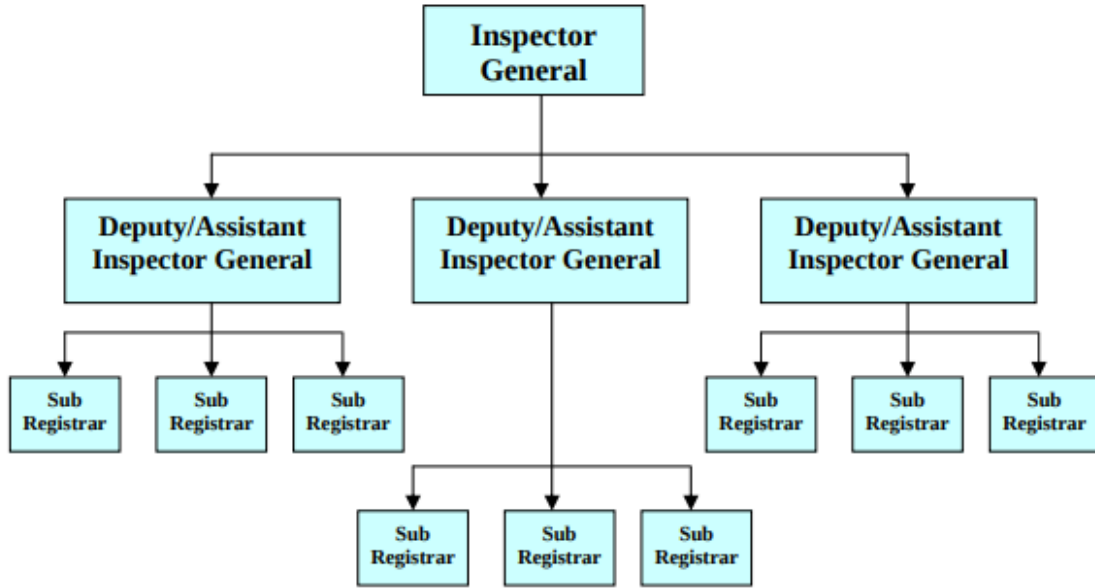 Inspector
General
Deputy/Assistant
Inspector General
Deputy/Assistant
Inspector General
Deputy/Assistant
Inspector General
Sub
Registrar
Sub
Registrar
Sub
Registrar
Sub
Registrar
Sub
Registrar
Sub
Registrar
Sub
Registrar
Sub
Registrar
Sub
Registrar